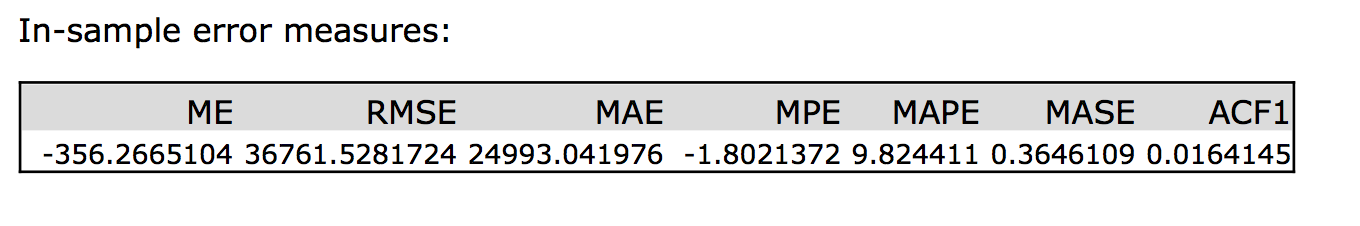 In-sample error measures:
ME RMSE MAE MPE MAPE MASE ACF1
-356.2665104 36761.5281724 24993.041976 -1.8021372 9.824411 0.3646109 0.0164145